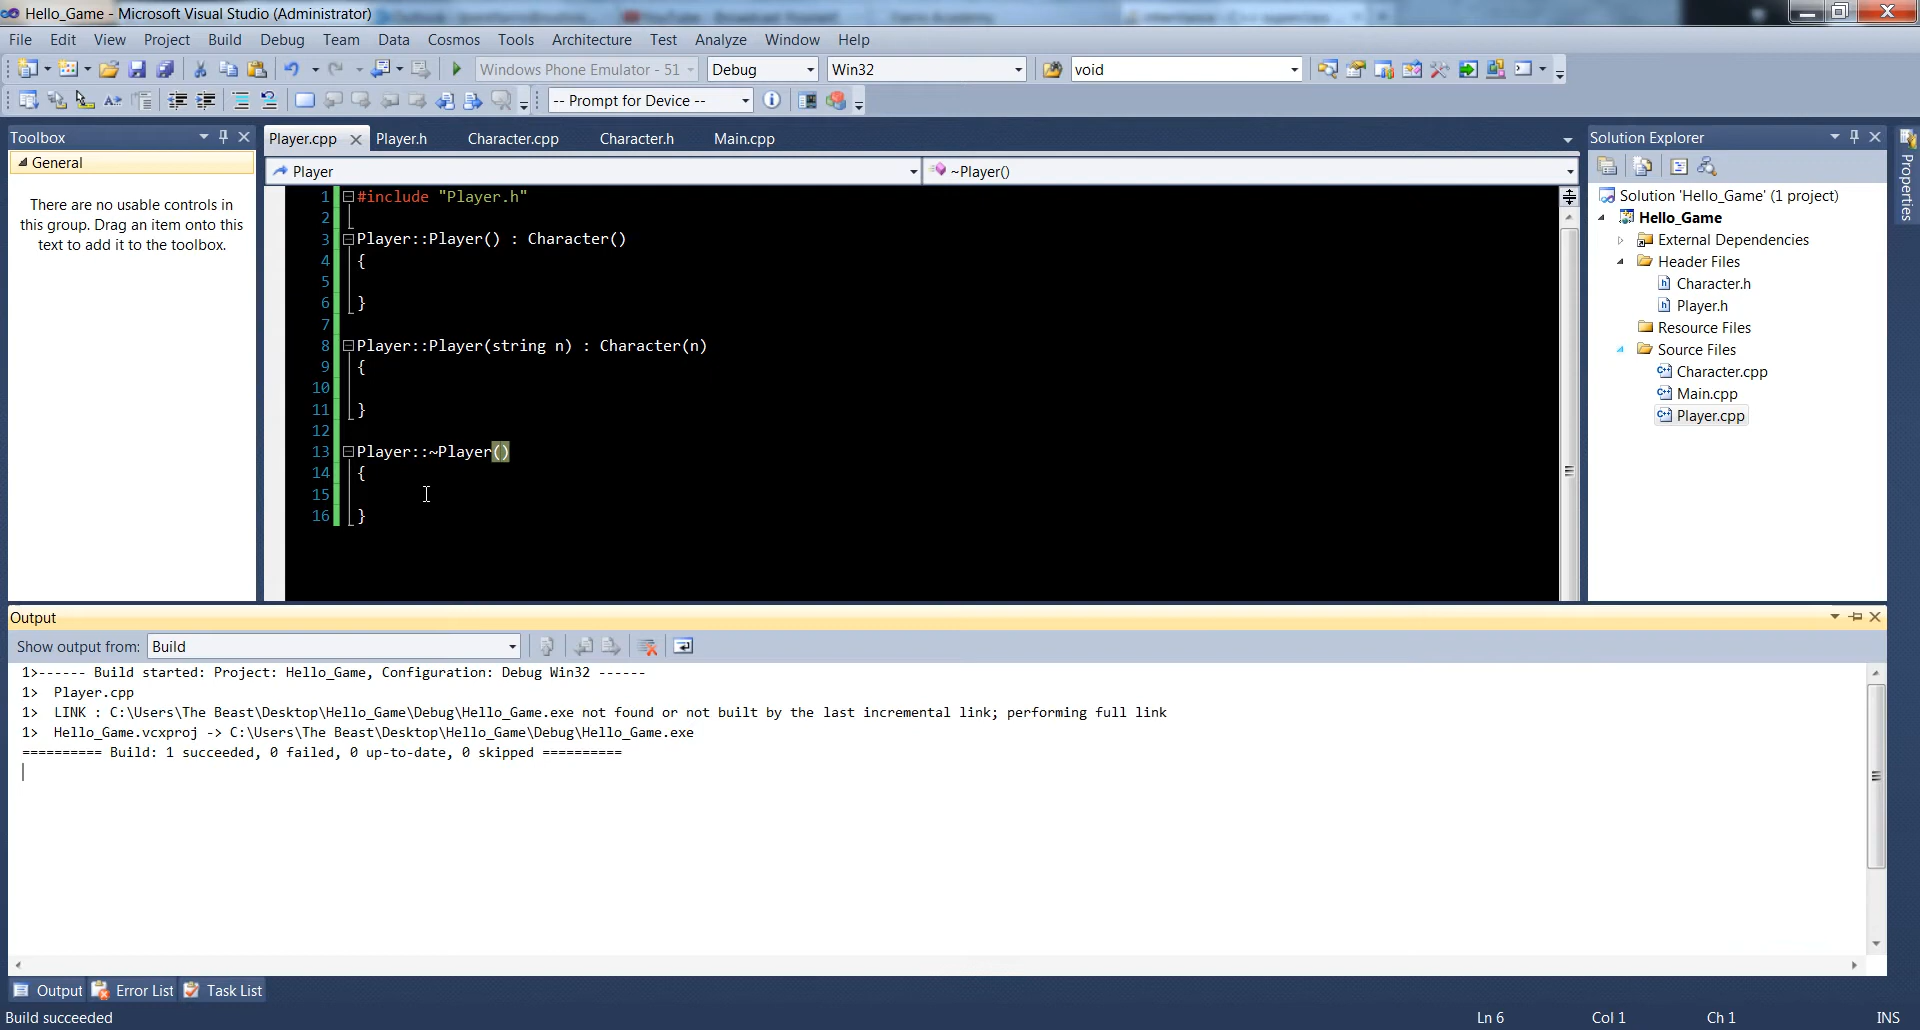 Hello_Game - Microsoft Visual Studio (Administrator)
File Edit View Project Build Debug Team Data Cosmos Tools Architecture Test Analyze Window Help
Windows Phone Emulator - 51 Debug Win32 void
-- Prompt for Device --
Toolbox
General
There are no usable controls in
this group. Drag an item onto this
text to add it to the toolbox.
Player.cpp Player.h Character.cpp Character.h Main.cpp
Player ~Player()
1 #include "Player.h"
2
3 Player::Player() : Character()
4 {
5
6 }
7
8 Player::Player(string n) : Character(n)
9 {
10
11 }
12
13 Player::~Player()
14 {
15
16 }
Solution Explorer
Solution 'Hello_Game' (1 project)
Hello_Game
External Dependencies
Header Files
Character.h
Player.h
Resource Files
Source Files
Character.cpp
Main.cpp
Player.cpp
Properties
Output
Show output from: Build
1>------ Build started: Project: Hello_Game, Configuration: Debug Win32 ------
1> Player.cpp
1> LINK : C:\Users\The Beast\Desktop\Hello_Game\Debug\Hello_Game.exe not found or not built by the last incremental link; performing full link
1> Hello_Game.vcxproj -> C:\Users\The Beast\Desktop\Hello_Game\Debug\Hello_Game.exe
========== Build: 1 succeeded, 0 failed, 0 up-to-date, 0 skipped ==========
Output Error List Task List
Build succeeded Ln 6 Col 1 Ch 1 INS